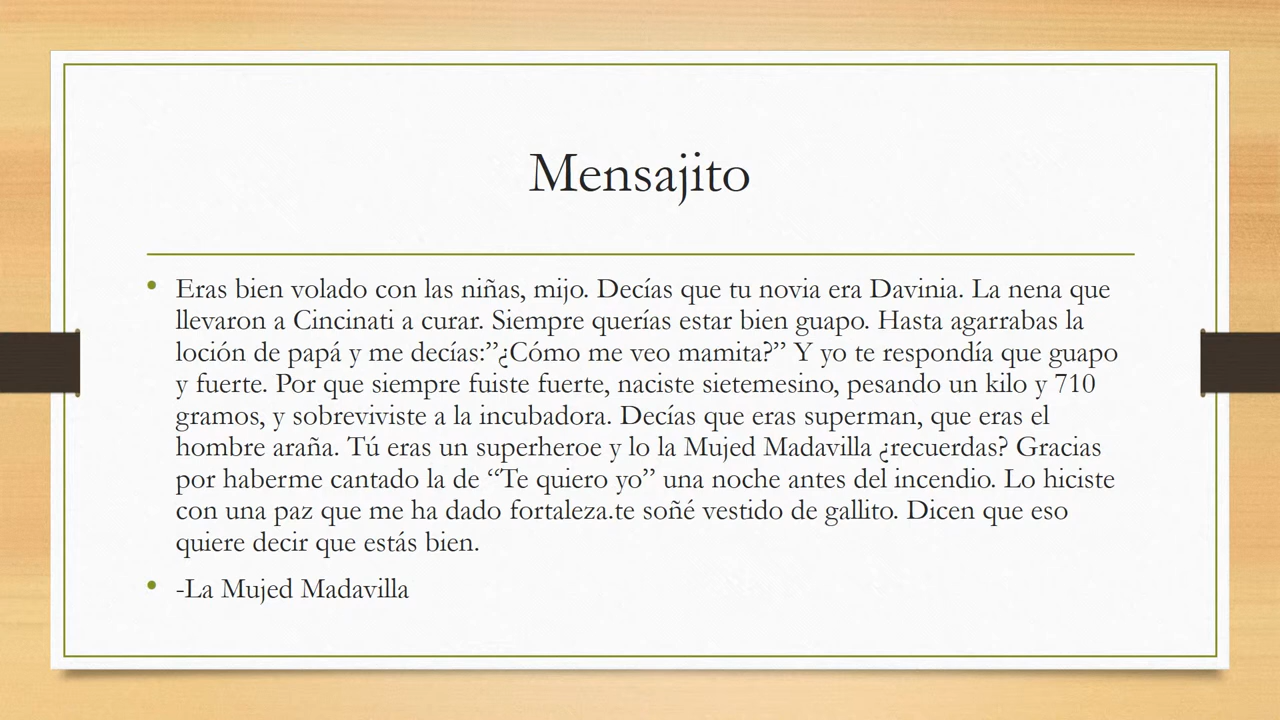 Mensajito
• Eras bien volado con las niñas, mijo. Decías que tu novia era Davinia. La nena que
llevaron a Cincinati a curar. Siempre querías estar bien guapo. Hasta agarrabas la
loción de papá y me decías:”¿Cómo me veo mamita?” Y yo te respondía que guapo
y fuerte. Por que siempre fuiste fuerte, naciste sietemesino, pesando un kilo y 710
gramos, y sobreviviste a la incubadora. Decías que eras superman, que eras el
hombre araña. Tú eras un superheroe y lo la Mujed Madavilla ¿recuerdas? Gracias
por haberme cantado la de “Te quiero yo” una noche antes del incendio. Lo hiciste
con una paz que me ha dado fortaleza.te soñé vestido de gallito. Dicen que eso
quiere decir que estás bien.
• -La Mujed Madavilla